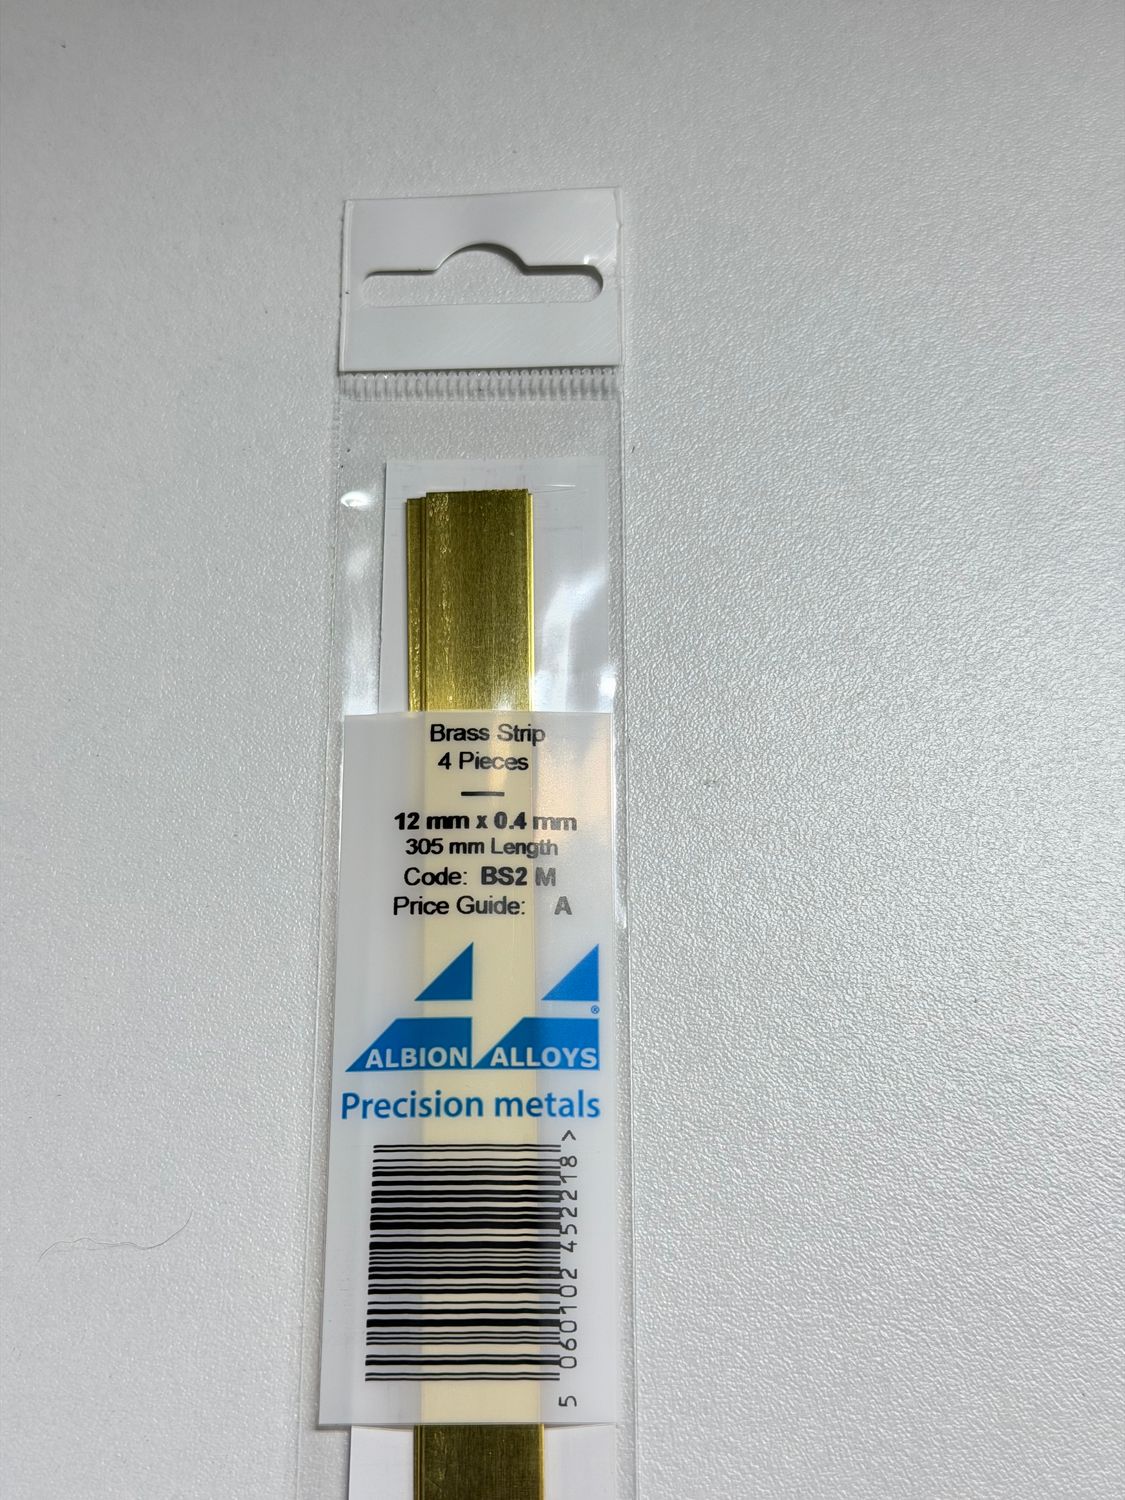 Brass Strip
4 Pieces
12 mm x 0.4 mm
305 mm Length
Code: BS2 M
Price Guide: A
®
ALBION ALLOYS
Precision metals
5 060102 452218 >